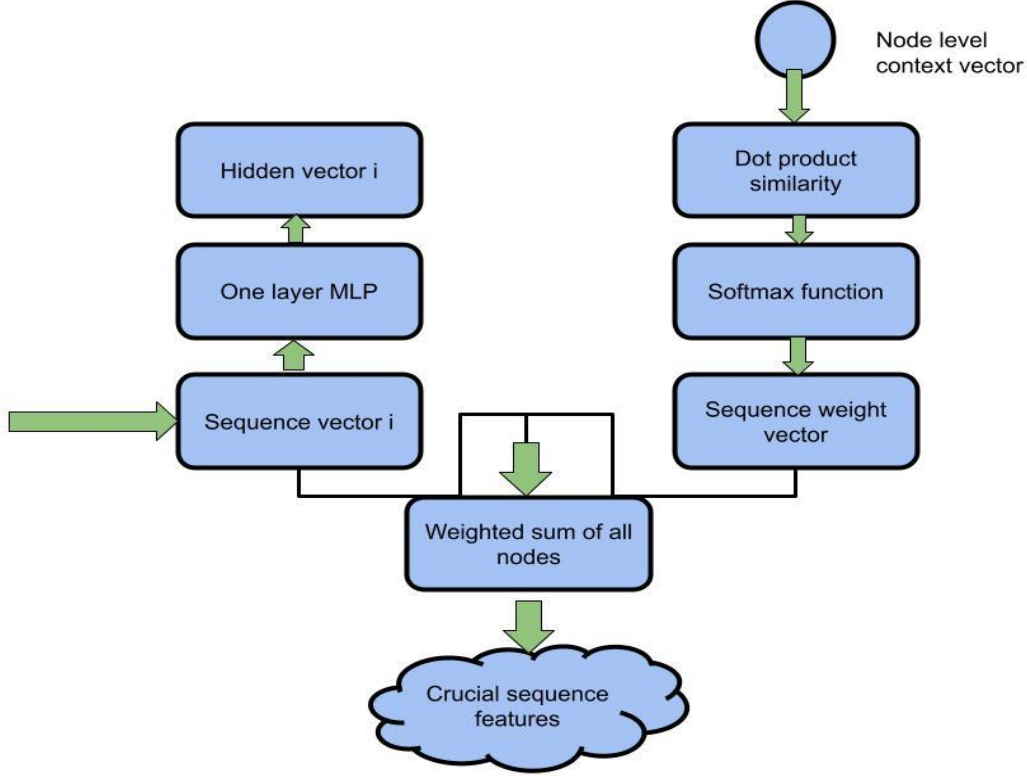 Node level
context vector
Hidden vector i
Dot product
similarity
One layer MLP
Softmax function
Sequence vector i
Sequence weight
vector
Weighted sum of all
nodes
Crucial sequence
features